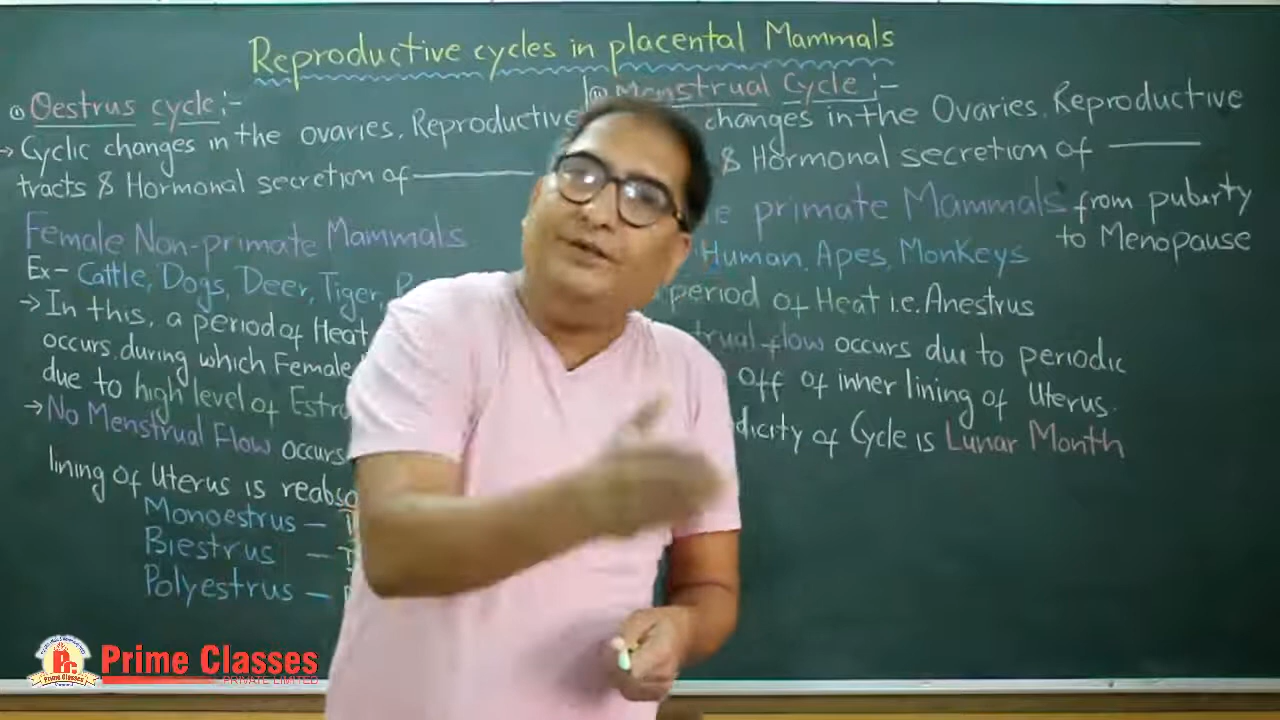 Reproductive cycles in placental Mammals
(i) Oestrus cycle :-
→ Cyclic changes in the ovaries, Reproductive
tracts & Hormonal secretion of ———
Female Non-primate Mammals
Ex- Cattle, Dogs, Deer, Tiger,
→ In this, a period of Heat
occurs during which Female
due to high level of
→ No Menstrual Flow occurs
lining of Uterus is
Monoestrus –
Biestrus –
Polyestrus –
(ii) Menstrual Cycle :-
changes in the Ovaries, Reproductive
& Hormonal secretion of ———
primate Mammals from puberty
to Menopause
Human, Apes, Monkeys
period of Heat i.e. Anestrus
flow occurs due to periodic
off of inner lining of Uterus.
of Cycle is Lunar Month
Prime Classes
PRIVATE LIMITED